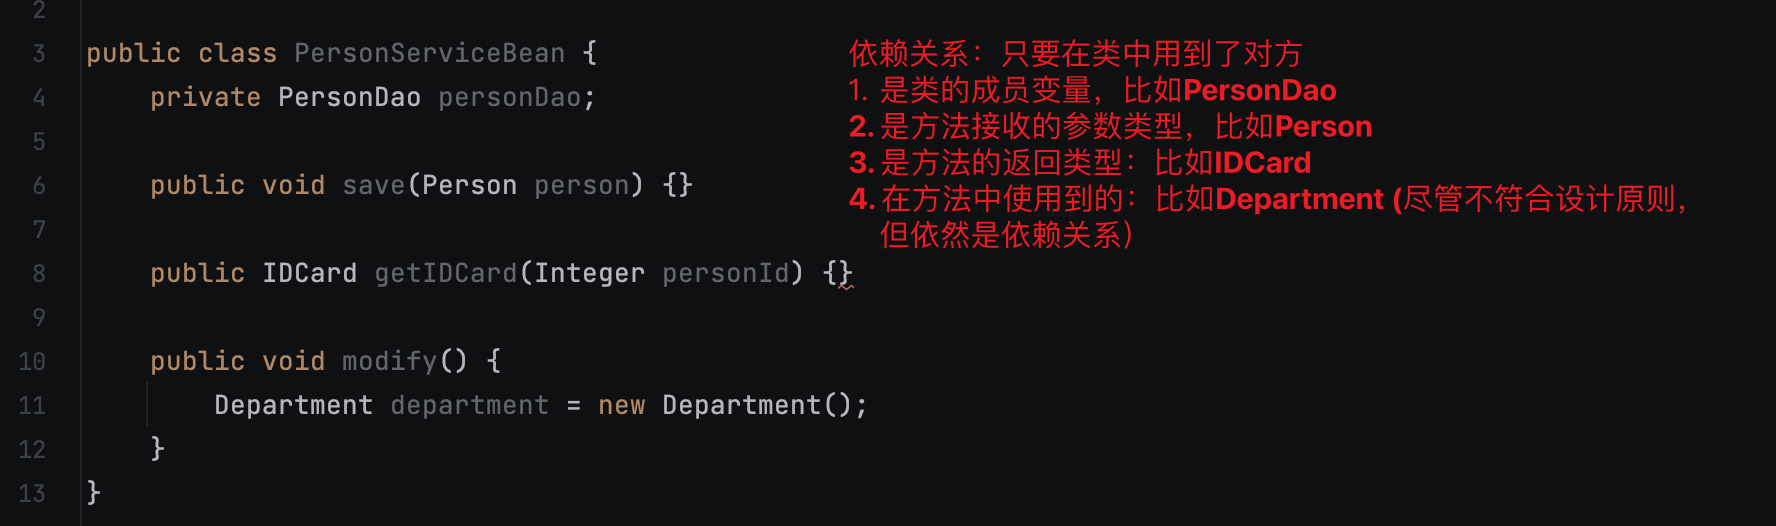 2
3 public class PersonServiceBean {
4 private PersonDao personDao;
5
6 public void save(Person person) {}
7
8 public IDCard getIDCard(Integer personId) {}
9
10 public void modify() {
11 Department department = new Department();
12 }
13 }
依赖关系：只要在类中用到了对方
1. 是类的成员变量，比如PersonDao
2. 是方法接收的参数类型，比如Person
3. 是方法的返回类型：比如IDCard
4. 在方法中使用到的：比如Department (尽管不符合设计原则，
但依然是依赖关系）